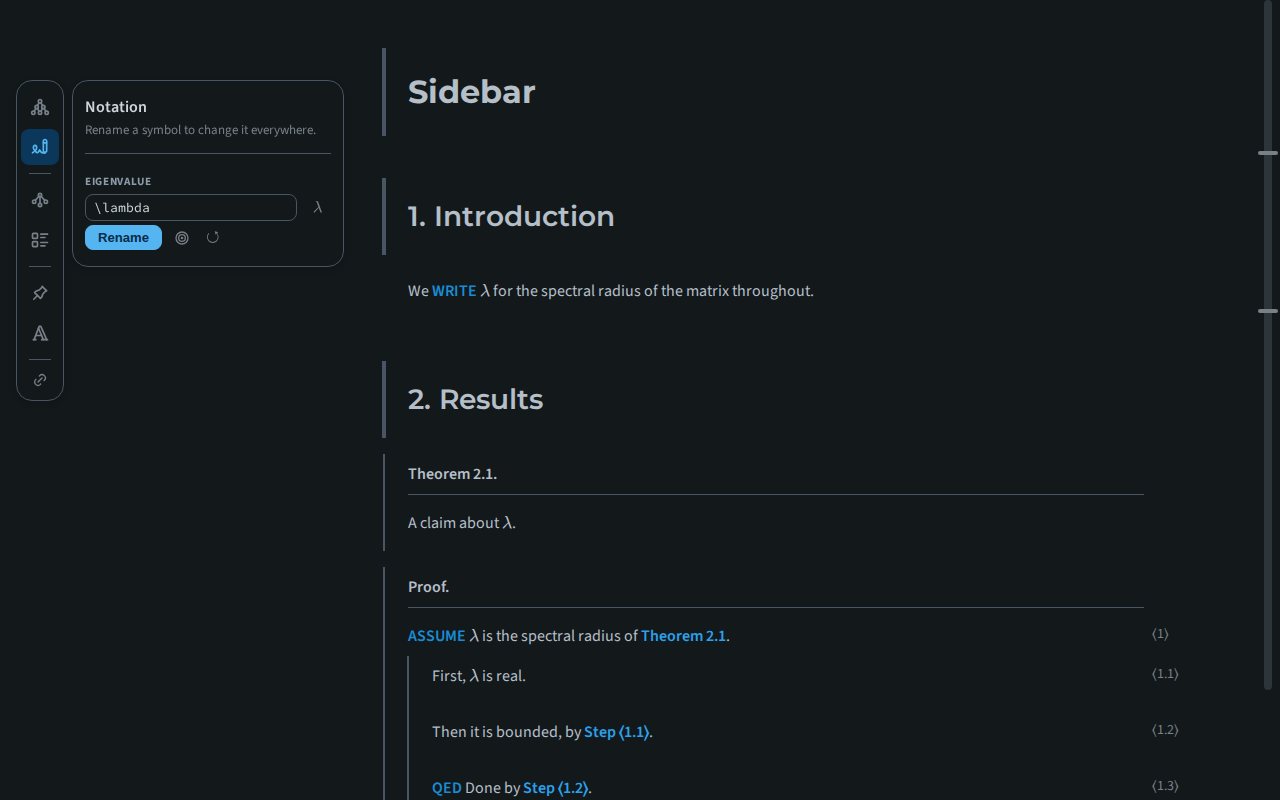 Notation
Rename a symbol to change it everywhere.
EIGENVALUE
\lambda
λ
Rename
Sidebar
1. Introduction
We WRITE λ for the spectral radius of the matrix throughout.
2. Results
Theorem 2.1.
A claim about λ.
Proof.
ASSUME λ is the spectral radius of Theorem 2.1. ⟨1⟩
First, λ is real. ⟨1.1⟩
Then it is bounded, by Step ⟨1.1⟩. ⟨1.2⟩
QED Done by Step ⟨1.2⟩. ⟨1.3⟩